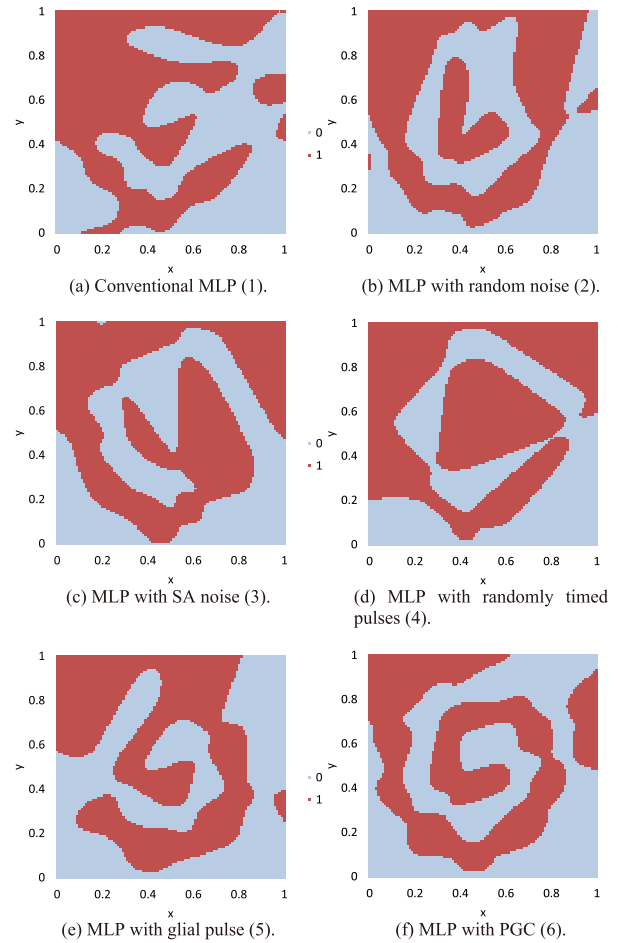 1
0.8
0.6
0.4
0.2
0
y
0 0.2 0.4 0.6 0.8 1
x
0
1
(a) Conventional MLP (1).
1
0.8
0.6
0.4
0.2
0
y
0 0.2 0.4 0.6 0.8 1
x
(b) MLP with random noise (2).
1
0.8
0.6
0.4
0.2
0
y
0 0.2 0.4 0.6 0.8 1
x
0
1
(c) MLP with SA noise (3).
1
0.8
0.6
0.4
0.2
0
y
0 0.2 0.4 0.6 0.8 1
x
(d) MLP with randomly timed
pulses (4).
1
0.8
0.6
0.4
0.2
0
y
0 0.2 0.4 0.6 0.8 1
x
0
1
(e) MLP with glial pulse (5).
1
0.8
0.6
0.4
0.2
0
y
0 0.2 0.4 0.6 0.8 1
x
(f) MLP with PGC (6).